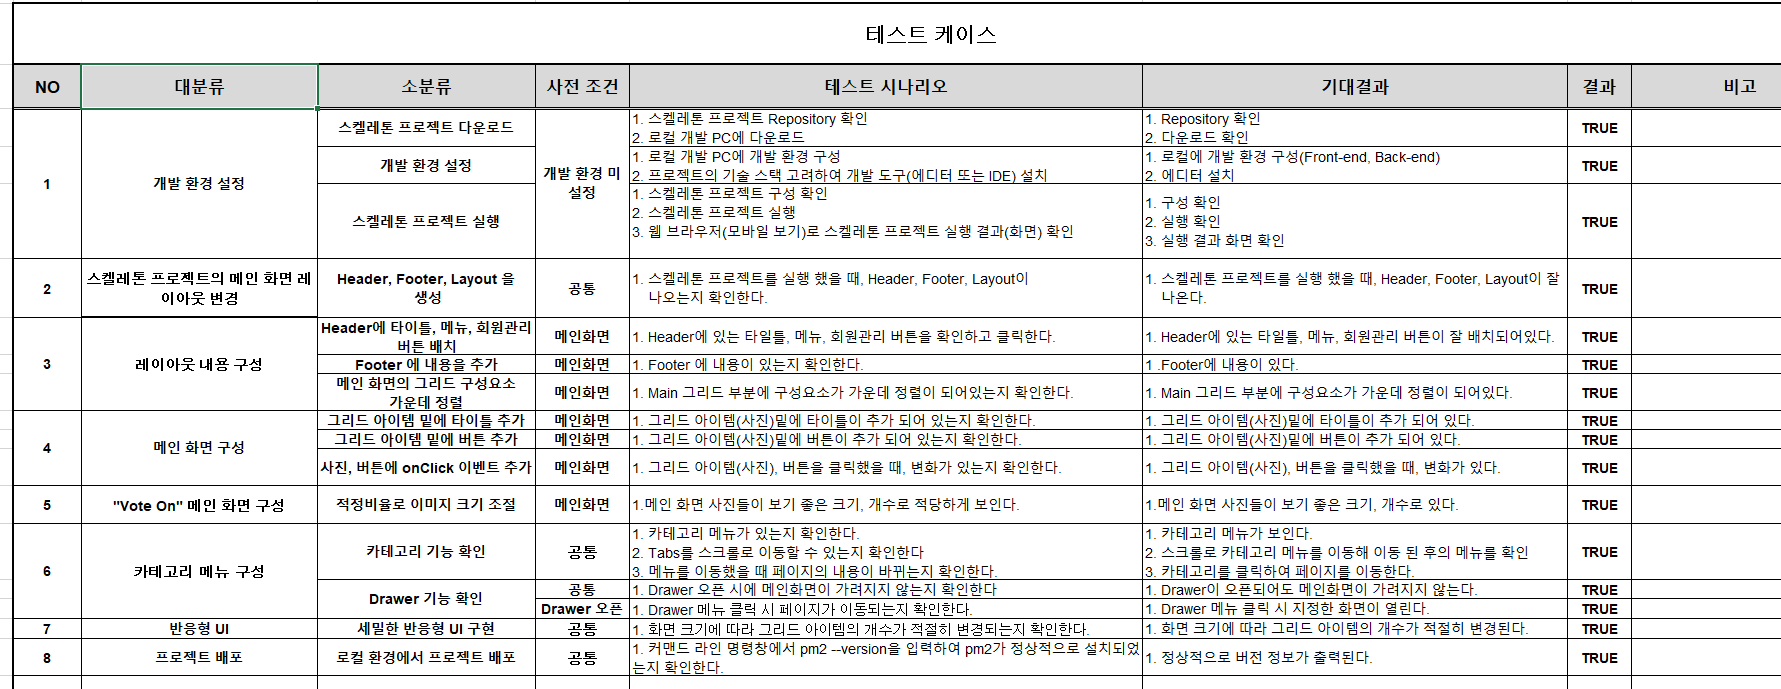 테스트 케이스
NO 대분류 소분류 사전 조건 테스트 시나리오 기대결과 결과 비고
1
개발 환경 설정
스켈레톤 프로젝트 다운로드
개발 환경 미
설정
1. 스켈레톤 프로젝트 Repository 확인
2. 로컬 개발 PC에 다운로드
1. Repository 확인
2. 다운로드 확인
TRUE
개발 환경 설정
1. 로컬 개발 PC에 개발 환경 구성
2. 프로젝트의 기술 스택 고려하여 개발 도구(에디터 또는 IDE) 설치
1. 로컬에 개발 환경 구성(Front-end, Back-end)
2. 에디터 설치
TRUE
스켈레톤 프로젝트 실행
1. 스켈레톤 프로젝트 구성 확인
2. 스켈레톤 프로젝트 실행
3. 웹 브라우저(모바일 보기)로 스켈레톤 프로젝트 실행 결과(화면) 확인
1. 구성 확인
2. 실행 확인
3. 실행 결과 화면 확인
TRUE
2
스켈레톤 프로젝트의 메인 화면 레
이아웃 변경
Header, Footer, Layout 을
생성
공통
1. 스켈레톤 프로젝트를 실행 했을 때, Header, Footer, Layout이
나오는지 확인한다.
1. 스켈레톤 프로젝트를 실행 했을 때, Header, Footer, Layout이 잘
나온다.
TRUE
3
레이아웃 내용 구성
Header에 타이틀, 메뉴, 회원관리
버튼 배치
메인화면
1. Header에 있는 타일틀, 메뉴, 회원관리 버튼을 확인하고 클릭한다.
1. Header에 있는 타일틀, 메뉴, 회원관리 버튼이 잘 배치되어있다.
TRUE
Footer 에 내용을 추가
메인화면
1. Footer 에 내용이 있는지 확인한다.
1 .Footer에 내용이 있다.
TRUE
메인 화면의 그리드 구성요소
가운데 정렬
메인화면
1. Main 그리드 부분에 구성요소가 가운데 정렬이 되어있는지 확인한다.
1. Main 그리드 부분에 구성요소가 가운데 정렬이 되어있다.
TRUE
4
메인 화면 구성
그리드 아이템 밑에 타이틀 추가
메인화면
1. 그리드 아이템(사진)밑에 타이틀이 추가 되어 있는지 확인한다.
1. 그리드 아이템(사진)밑에 타이틀이 추가 되어 있다.
TRUE
그리드 아이템 밑에 버튼 추가
메인화면
1. 그리드 아이템(사진)밑에 버튼이 추가 되어 있는지 확인한다.
1. 그리드 아이템(사진)밑에 버튼이 추가 되어 있다.
TRUE
사진, 버튼에 onClick 이벤트 추가
메인화면
1. 그리드 아이템(사진), 버튼을 클릭했을 때, 변화가 있는지 확인한다.
1. 그리드 아이템(사진), 버튼을 클릭했을 때, 변화가 있다.
TRUE
5
"Vote On" 메인 화면 구성
적정비율로 이미지 크기 조절
메인화면
1.메인 화면 사진들이 보기 좋은 크기, 개수로 적당하게 보인다.
1.메인 화면 사진들이 보기 좋은 크기, 개수로 있다.
TRUE
6
카테고리 메뉴 구성
카테고리 기능 확인
공통
1. 카테고리 메뉴가 있는지 확인한다.
2. Tabs를 스크롤로 이동할 수 있는지 확인한다
3. 메뉴를 이동했을 때 페이지의 내용이 바뀌는지 확인한다.
1. 카테고리 메뉴가 보인다.
2. 스크롤로 카테고리 메뉴를 이동해 이동 된 후의 메뉴를 확인
3. 카테고리를 클릭하여 페이지를 이동한다.
TRUE
Drawer 기능 확인
공통
1. Drawer 오픈 시에 메인화면이 가려지지 않는지 확인한다
1. Drawer이 오픈되어도 메인화면이 가려지지 않는다.
TRUE
Drawer 오픈
1. Drawer 메뉴 클릭 시 페이지가 이동되는지 확인한다.
1. Drawer 메뉴 클릭 시 지정한 화면이 열린다.
TRUE
7
반응형 UI
세밀한 반응형 UI 구현
공통
1. 화면 크기에 따라 그리드 아이템의 개수가 적절히 변경되는지 확인한다.
1. 화면 크기에 따라 그리드 아이템의 개수가 적절히 변경된다.
TRUE
8
프로젝트 배포
로컬 환경에서 프로젝트 배포
공통
1. 커맨드 라인 명령창에서 pm2 --version을 입력하여 pm2가 정상적으로 설치되었
는지 확인한다.
1. 정상적으로 버전 정보가 출력된다.
TRUE